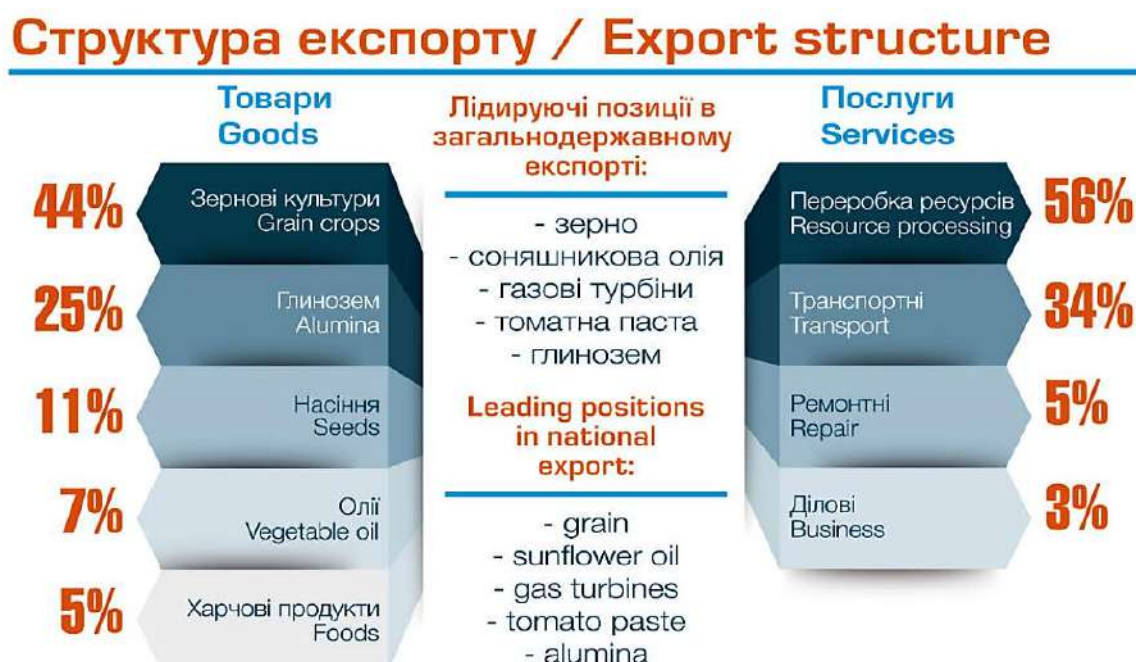 Структура експорту / Export structure
Товари
Goods
44%
Зернові культури
Grain crops
25%
Глинозем
Alumina
11%
Насіння
Seeds
7%
Олії
Vegetable oil
5%
Харчові продукти
Foods
Лідируючі позиції в
загальнодержавному
експорті:
- зерно
- соняшникова олія
- газові турбіни
- томатна паста
- глинозем
Leading positions
in national
export:
- grain
- sunflower oil
- gas turbines
- tomato paste
- alumina
Послуги
Services
Переробка ресурсів
Resource processing
56%
Транспортні
Transport
34%
Ремонтні
Repair
5%
Ділові
Business
3%